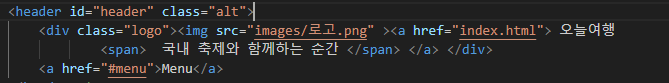 <header id="header" class="alt">
<div class="logo"><img src="images/로고.png" ><a href="index.html"> 오늘여행
<span>  국내 축제와 함께하는 순간 </span> </a> </div>
<a href="#menu">Menu</a>